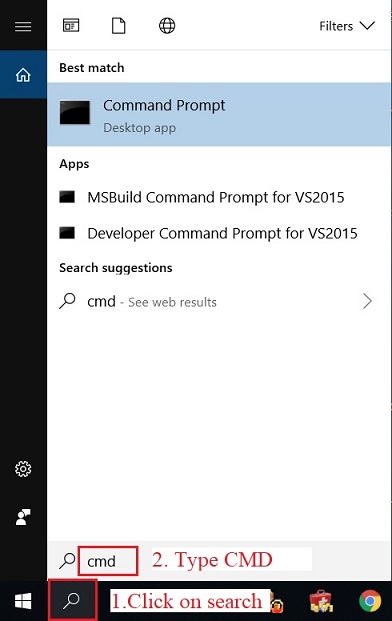 Filters
Best match
Command Prompt
Desktop app
Apps
MSBuild Command Prompt for VS2015
Developer Command Prompt for VS2015
Search suggestions
cmd - See web results
cmd 2. Type CMD
1.Click on search